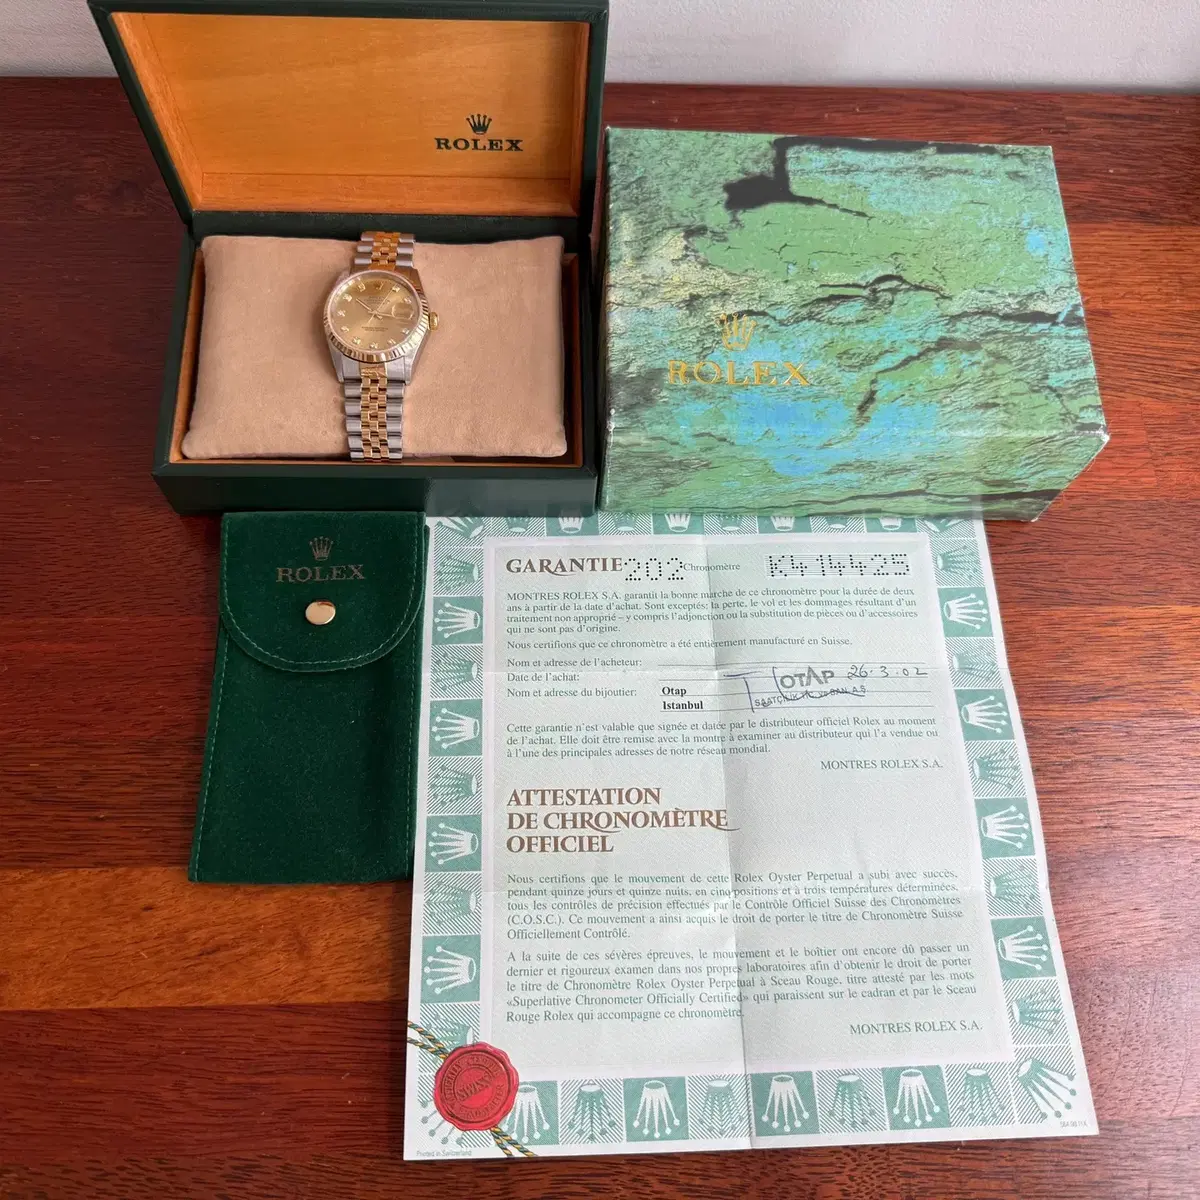 ROLEX
ROLEX
ROLEX
GARANTIE 202 Chronomètre K414425
MONTRES ROLEX S.A. garantit la bonne marche de ce chronomètre pour la durée de deux
ans à partir de la date d'achat. Sont exceptés: la perte, le vol et les dommages résultant d'un
traitement non approprié – y compris l'adjonction ou la substitution de pièces ou d'accessoires
qui ne sont pas d'origine.
Nous certifions que ce chronomètre a été entièrement manufacturé en Suisse.
Nom et adresse de l'acheteur:
Date de l'achat: OTAP 26.3.02
Nom et adresse du bijoutier: Otap
Istanbul
Cette garantie n'est valable que signée et datée par le distributeur officiel Rolex au moment
de l'achat. Elle doit être remise avec la montre à examiner au distributeur qui l'a vendue ou
à l'une des principales adresses de notre réseau mondial.
MONTRES ROLEX S.A.
ATTESTATION
DE CHRONOMÈTRE
OFFICIEL
Nous certifions que le mouvement de cette Rolex Oyster Perpetual a subi avec succès,
pendant quinze jours et quinze nuits, en cinq positions et à trois températures déterminées,
tous les contrôles de précision effectués par le Contrôle Officiel Suisse des Chronomètres
(C.O.S.C.). Ce mouvement a ainsi acquis le droit de porter le titre de Chronomètre Suisse
Officiellement Contrôlé.
A la suite de ces sévères épreuves, le mouvement et le boîtier ont encore dû passer un
dernier et rigoureux examen dans nos propres laboratoires afin d'obtenir le droit de porter
le titre de Chronomètre Rolex Oyster Perpetual à Sceau Rouge, titre attesté par les mots
«Superlative Chronometer Officially Certified» qui paraissent sur le cadran et par le Sceau
Rouge Rolex qui accompagne ce chronomètre.
MONTRES ROLEX S.A.
SWISS
Printed in Switzerland